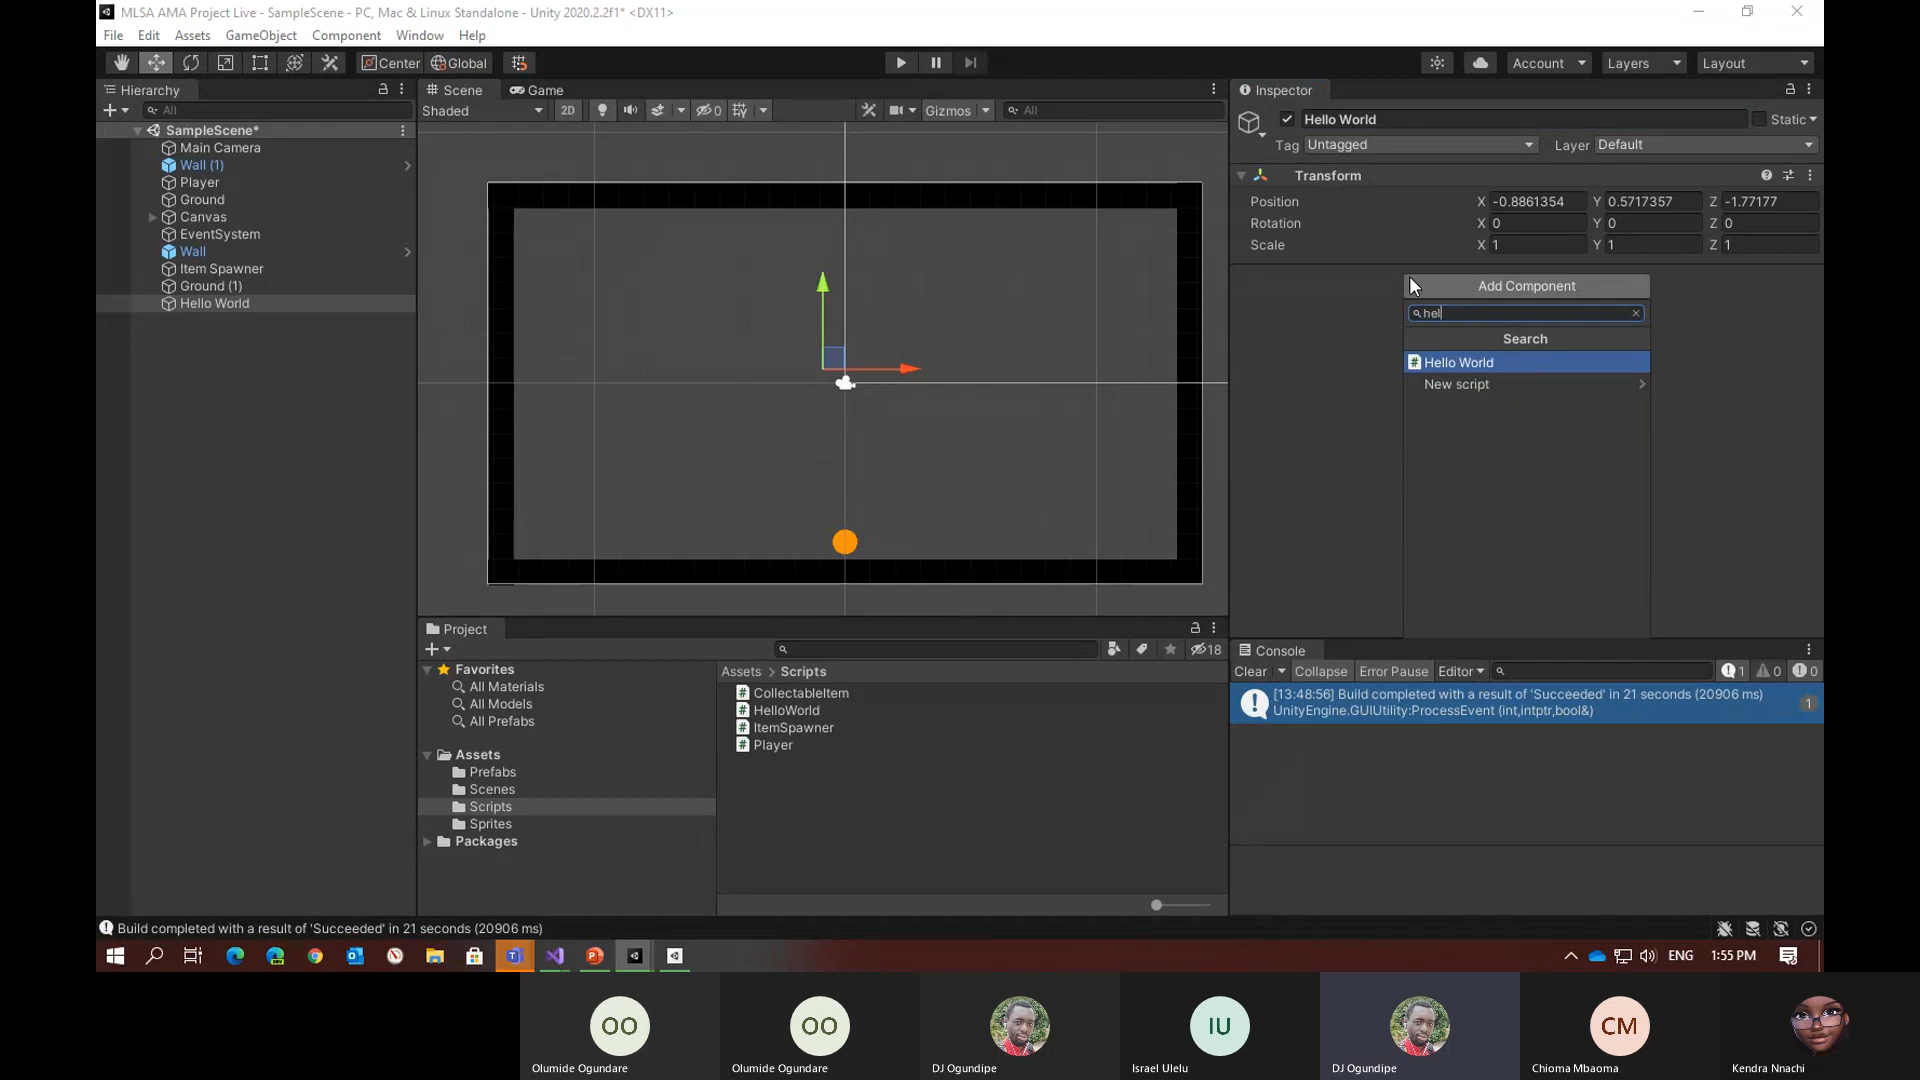 MLSA AMA Project Live - SampleScene - PC, Mac & Linux Standalone - Unity 2020.2.2f1* <DX11>
File Edit Assets GameObject Component Window Help
Center Global Account Layers Layout
Hierarchy
All
SampleScene*
Main Camera
Wall (1)
Player
Ground
Canvas
EventSystem
Wall
Item Spawner
Ground (1)
Hello World
Scene Game
Shaded 2D 0 Gizmos All
Inspector
Hello World Static
Tag Untagged Layer Default
Transform
Position X -0.8861354 Y 0.5717357 Z -1.77177
Rotation X 0 Y 0 Z 0
Scale X 1 Y 1 Z 1
Add Component
hel
Search
Hello World
New script
Project
18
Favorites
All Materials
All Models
All Prefabs
Assets
Prefabs
Scenes
Scripts
Sprites
Packages
Assets > Scripts
CollectableItem
HelloWorld
ItemSpawner
Player
Console
Clear Collapse Error Pause Editor 1 0 0
[13:48:56] Build completed with a result of 'Succeeded' in 21 seconds (20906 ms)
UnityEngine.GUIUtility:ProcessEvent (int,intptr,bool&)
1
Build completed with a result of 'Succeeded' in 21 seconds (20906 ms)
ENG 1:55 PM
OO OO IU CM
Olumide Ogundare Olumide Ogundare DJ Ogundipe Israel Ulelu DJ Ogundipe Chioma Mbaoma Kendra Nnachi